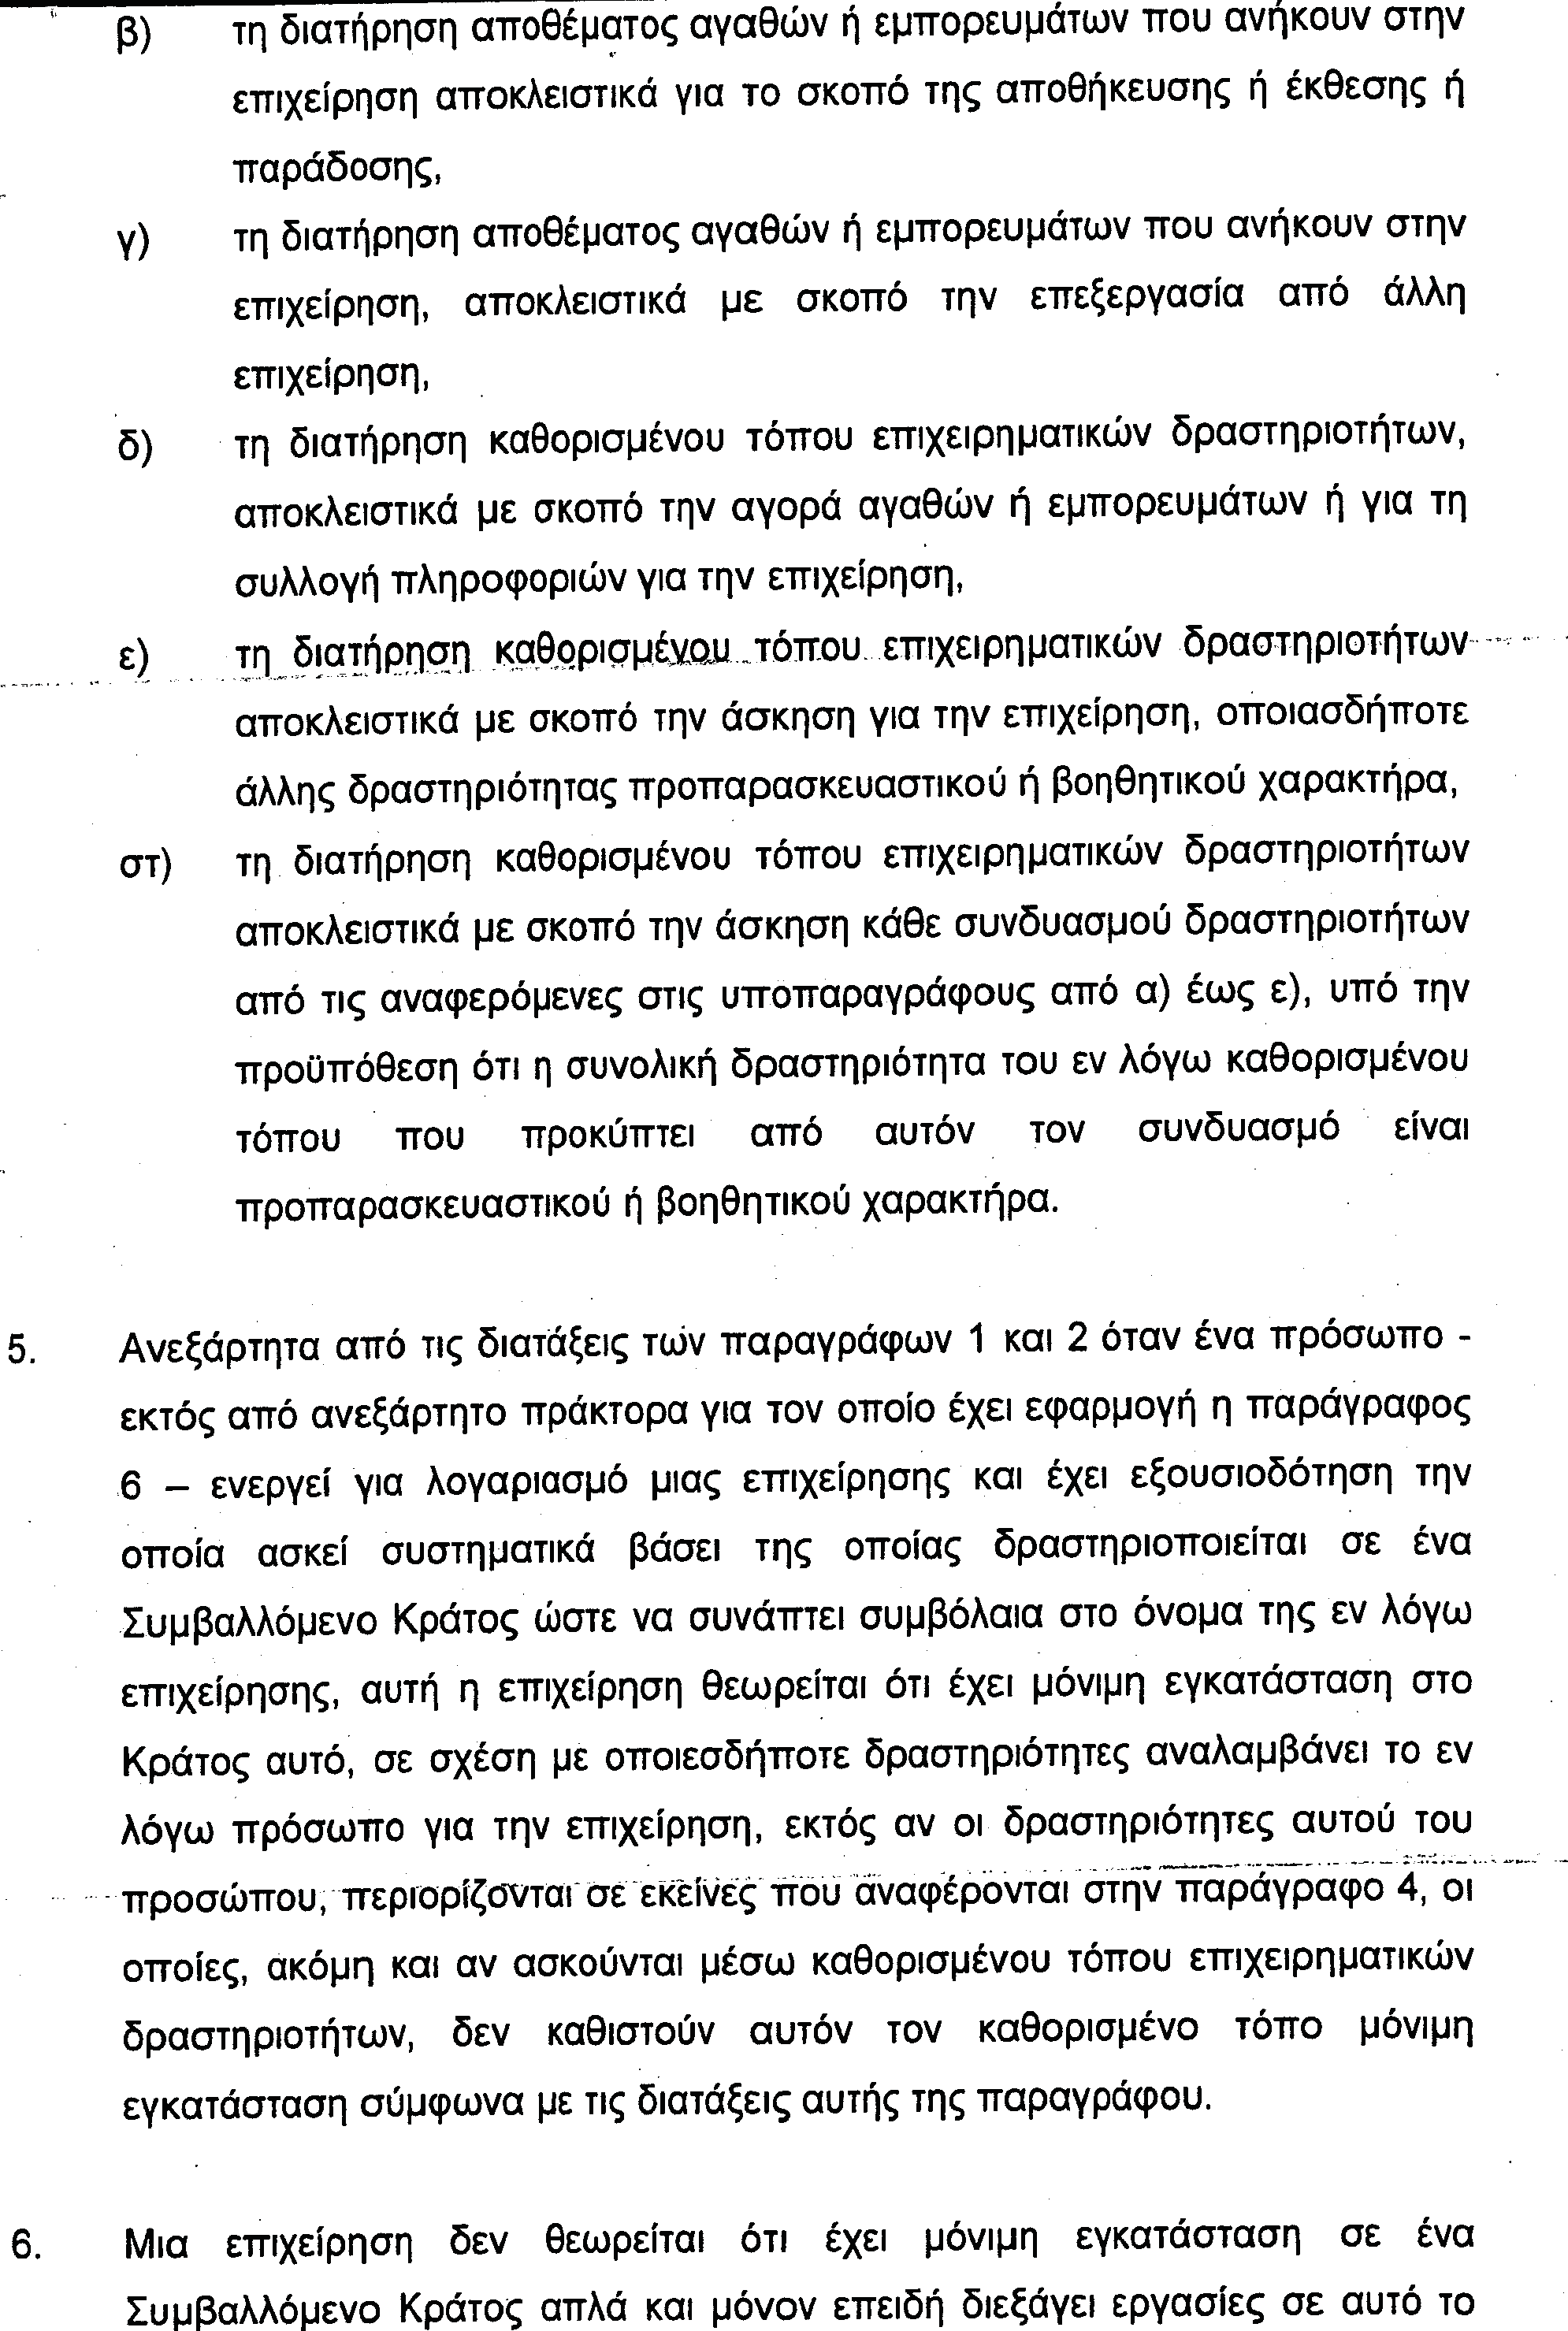 β) τη διατήρηση αποθέματος αγαθών ή εμπορευμάτων που ανήκουν στην
επιχείρηση αποκλειστικά για το σκοπό της αποθήκευσης ή έκθεσης ή
παράδοσης,
γ) τη διατήρηση αποθέματος αγαθών ή εμπορευμάτων που ανήκουν στην
επιχείρηση, αποκλειστικά με σκοπό την επεξεργασία από άλλη
επιχείρηση,
δ) τη διατήρηση καθορισμένου τόπου επιχειρηματικών δραστηριοτήτων,
αποκλειστικά με σκοπό την αγορά αγαθών ή εμπορευμάτων ή για τη
συλλογή πληροφοριών για την επιχείρηση,
ε) τη διατήρηση καθορισμένου τόπου επιχειρηματικών δραστηριοτήτων
αποκλειστικά με σκοπό την άσκηση για την επιχείρηση, οποιασδήποτε
άλλης δραστηριότητας προπαρασκευαστικού ή βοηθητικού χαρακτήρα,
στ) τη διατήρηση καθορισμένου τόπου επιχειρηματικών δραστηριοτήτων
αποκλειστικά με σκοπό την άσκηση κάθε συνδυασμού δραστηριοτήτων
από τις αναφερόμενες στις υποπαραγράφους από α) έως ε), υπό την
προϋπόθεση ότι η συνολική δραστηριότητα του εν λόγω καθορισμένου
τόπου που προκύπτει από αυτόν τον συνδυασμό είναι
προπαρασκευαστικού ή βοηθητικού χαρακτήρα.
5. Ανεξάρτητα από τις διατάξεις των παραγράφων 1 και 2 όταν ένα πρόσωπο -
εκτός από ανεξάρτητο πράκτορα για τον οποίο έχει εφαρμογή η παράγραφος
6 – ενεργεί για λογαριασμό μιας επιχείρησης και έχει εξουσιοδότηση την
οποία ασκεί συστηματικά βάσει της οποίας δραστηριοποιείται σε ένα
Συμβαλλόμενο Κράτος ώστε να συνάπτει συμβόλαια στο όνομα της εν λόγω
επιχείρησης, αυτή η επιχείρηση θεωρείται ότι έχει μόνιμη εγκατάσταση στο
Κράτος αυτό, σε σχέση με οποιεσδήποτε δραστηριότητες αναλαμβάνει το εν
λόγω πρόσωπο για την επιχείρηση, εκτός αν οι δραστηριότητες αυτού του
προσώπου, περιορίζονται σε εκείνες που αναφέρονται στην παράγραφο 4, οι
οποίες, ακόμη και αν ασκούνται μέσω καθορισμένου τόπου επιχειρηματικών
δραστηριοτήτων, δεν καθιστούν αυτόν τον καθορισμένο τόπο μόνιμη
εγκατάσταση σύμφωνα με τις διατάξεις αυτής της παραγράφου.
6. Μια επιχείρηση δεν θεωρείται ότι έχει μόνιμη εγκατάσταση σε ένα
Συμβαλλόμενο Κράτος απλά και μόνον επειδή διεξάγει εργασίες σε αυτό το